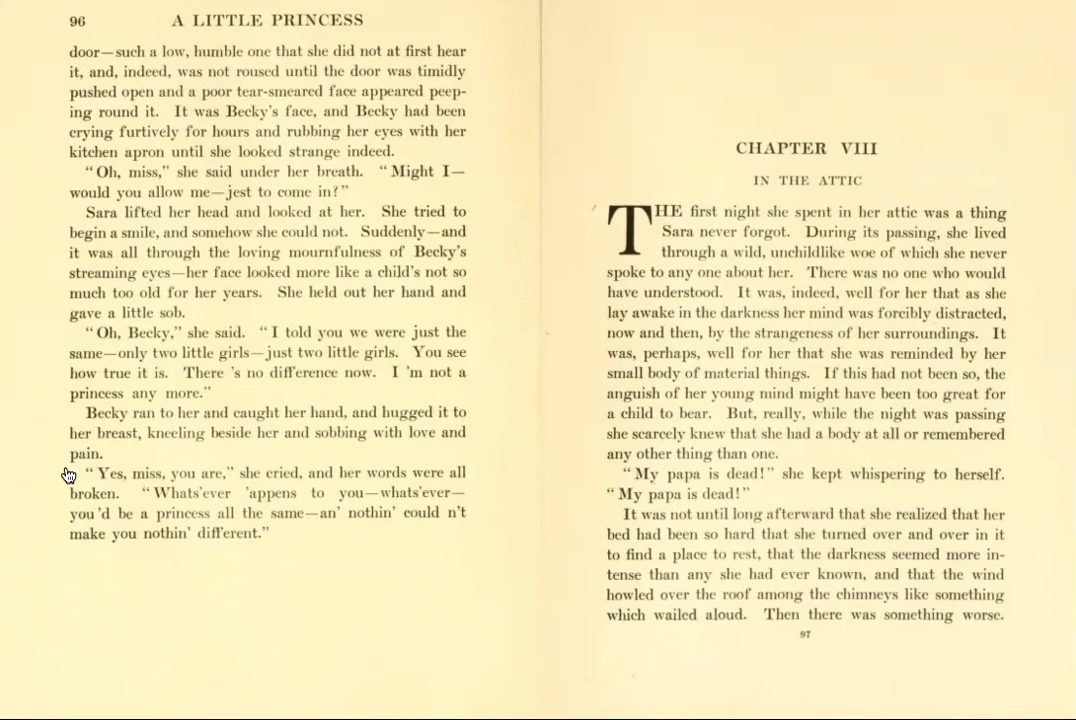 96 A LITTLE PRINCESS
door—such a low, humble one that she did not at first hear
it, and, indeed, was not roused until the door was timidly
pushed open and a poor tear-smeared face appeared peep-
ing round it. It was Becky's face, and Becky had been
crying furtively for hours and rubbing her eyes with her
kitchen apron until she looked strange indeed.
"Oh, miss," she said under her breath. "Might I—
would you allow me—jest to come in?"
Sara lifted her head and looked at her. She tried to
begin a smile, and somehow she could not. Suddenly—and
it was all through the loving mournfulness of Becky's
streaming eyes—her face looked more like a child's not so
much too old for her years. She held out her hand and
gave a little sob.
"Oh, Becky," she said. "I told you we were just the
same—only two little girls—just two little girls. You see
how true it is. There 's no difference now. I 'm not a
princess any more."
Becky ran to her and caught her hand, and hugged it to
her breast, kneeling beside her and sobbing with love and
pain.
"Yes, miss, you are," she cried, and her words were all
broken. "Whats'ever 'appens to you—whats'ever—
you 'd be a princess all the same—an' nothin' could n't
make you nothin' different."
CHAPTER VIII
IN THE ATTIC
THE first night she spent in her attic was a thing
Sara never forgot. During its passing, she lived
through a wild, unchildlike woe of which she never
spoke to any one about her. There was no one who would
have understood. It was, indeed, well for her that as she
lay awake in the darkness her mind was forcibly distracted,
now and then, by the strangeness of her surroundings. It
was, perhaps, well for her that she was reminded by her
small body of material things. If this had not been so, the
anguish of her young mind might have been too great for
a child to bear. But, really, while the night was passing
she scarcely knew that she had a body at all or remembered
any other thing than one.
"My papa is dead!" she kept whispering to herself.
"My papa is dead!"
It was not until long afterward that she realized that her
bed had been so hard that she turned over and over in it
to find a place to rest, that the darkness seemed more in-
tense than any she had ever known, and that the wind
howled over the roof among the chimneys like something
which wailed aloud. Then there was something worse.
97